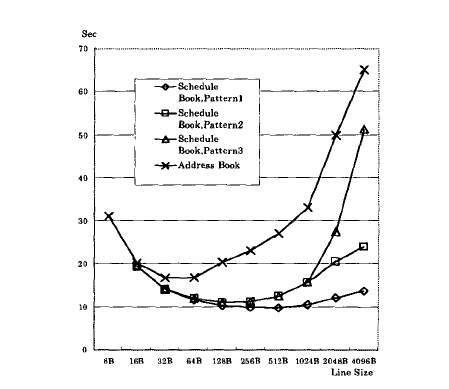 Sec
70
60
50
40
30
20
10
0
Schedule
Book,Pattern1
Schedule
Book,Pattern2
Schedule
Book,Pattern3
Address Book
8B 16B 32B 64B 128B 256B 512B 1024B 2048B 4096B
Line Size